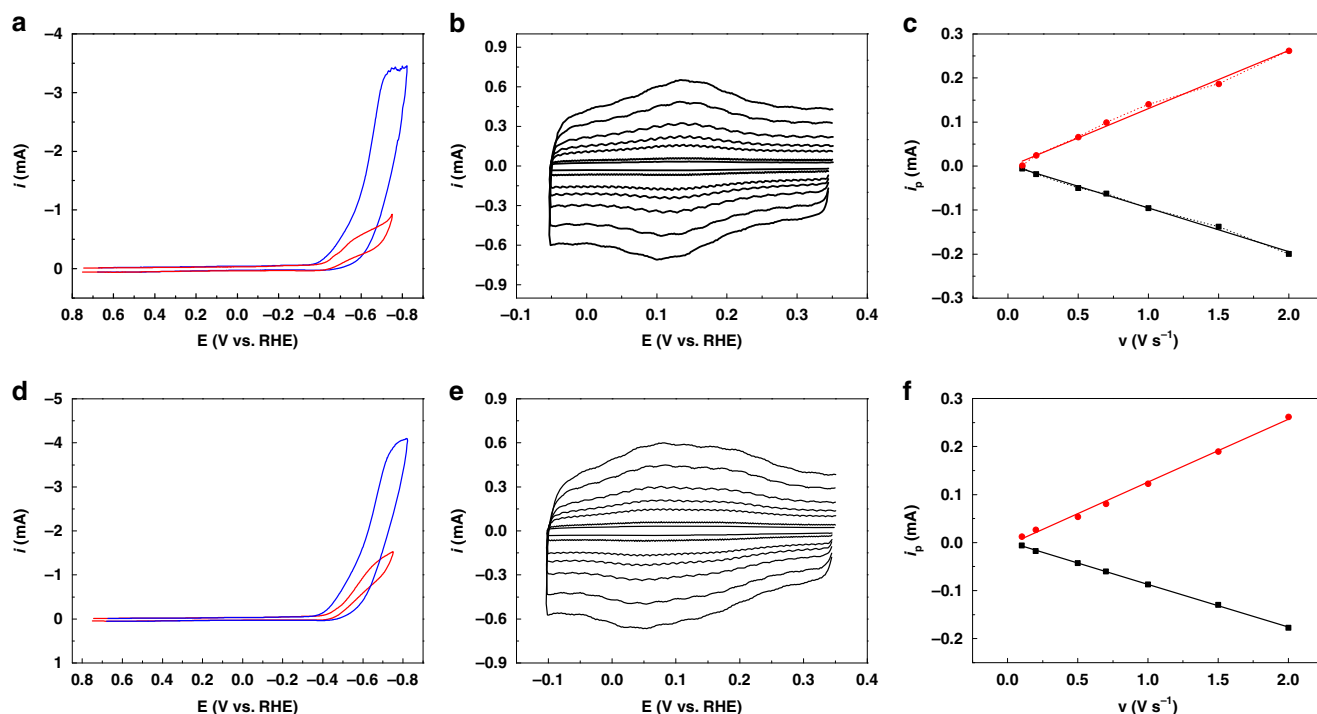 a
–4
–3
–2
–1
0
i (mA)
0.8 0.6 0.4 0.2 0.0 –0.2 –0.4 –0.6 –0.8
E (V vs. RHE)
b
0.9
0.6
0.3
0.0
–0.3
–0.6
–0.9
i (mA)
–0.1 0.0 0.1 0.2 0.3 0.4
E (V vs. RHE)
c
0.3
0.2
0.1
0.0
–0.1
–0.2
–0.3
ip (mA)
0.0 0.5 1.0 1.5 2.0
v (V s⁻¹)
d
–5
–4
–3
–2
–1
0
1
i (mA)
0.8 0.6 0.4 0.2 0.0 –0.2 –0.4 –0.6 –0.8
E (V vs. RHE)
e
0.9
0.6
0.3
0.0
–0.3
–0.6
–0.9
i (mA)
–0.1 0.0 0.1 0.2 0.3 0.4
E (V vs. RHE)
f
0.3
0.2
0.1
0.0
–0.1
–0.2
ip (mA)
0.0 0.5 1.0 1.5 2.0
v (V s⁻¹)